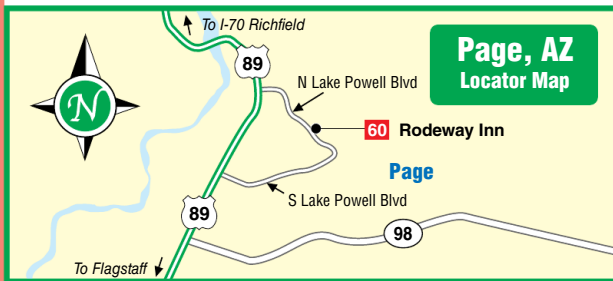 To I-70 Richfield
Page, AZ
Locator Map
89
N Lake Powell Blvd
N
60 Rodeway Inn
Page
S Lake Powell Blvd
89
98
To Flagstaff